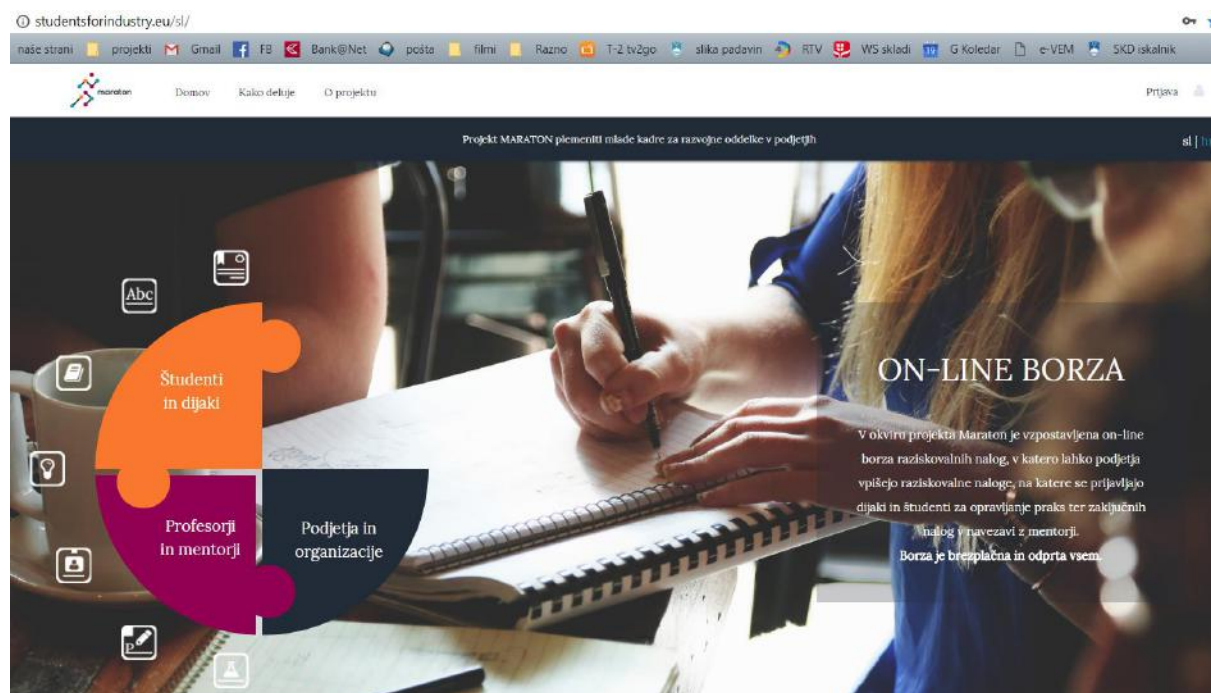 studentsforindustry.eu/sl/
naše strani projekti Gmail FB Bank@Net pošta filmi Razno T-2 tv2go slika padavin RTV WS skladi G Koledar e-VEM SKD iskalnik
maraton Domov Kako deluje O projektu Prijava
Projekt MARATON plemeniti mlade kadre za razvojne oddelke v podjetjih
sl | h
Abc
Študenti
in dijaki
Profesorji
in mentorji
Podjetja in
organizacije
P
ON-LINE BORZA
V okviru projekta Maraton je vzpostavljena on-line
borza raziskovalnih nalog, v katero lahko podjetja
vpišejo raziskovalne naloge, na katere se prijavljajo
dijaki in študenti za opravljanje praks ter zaključnih
nalog v navezavi z mentorji.
Borza je brezplačna in odprta vsem.